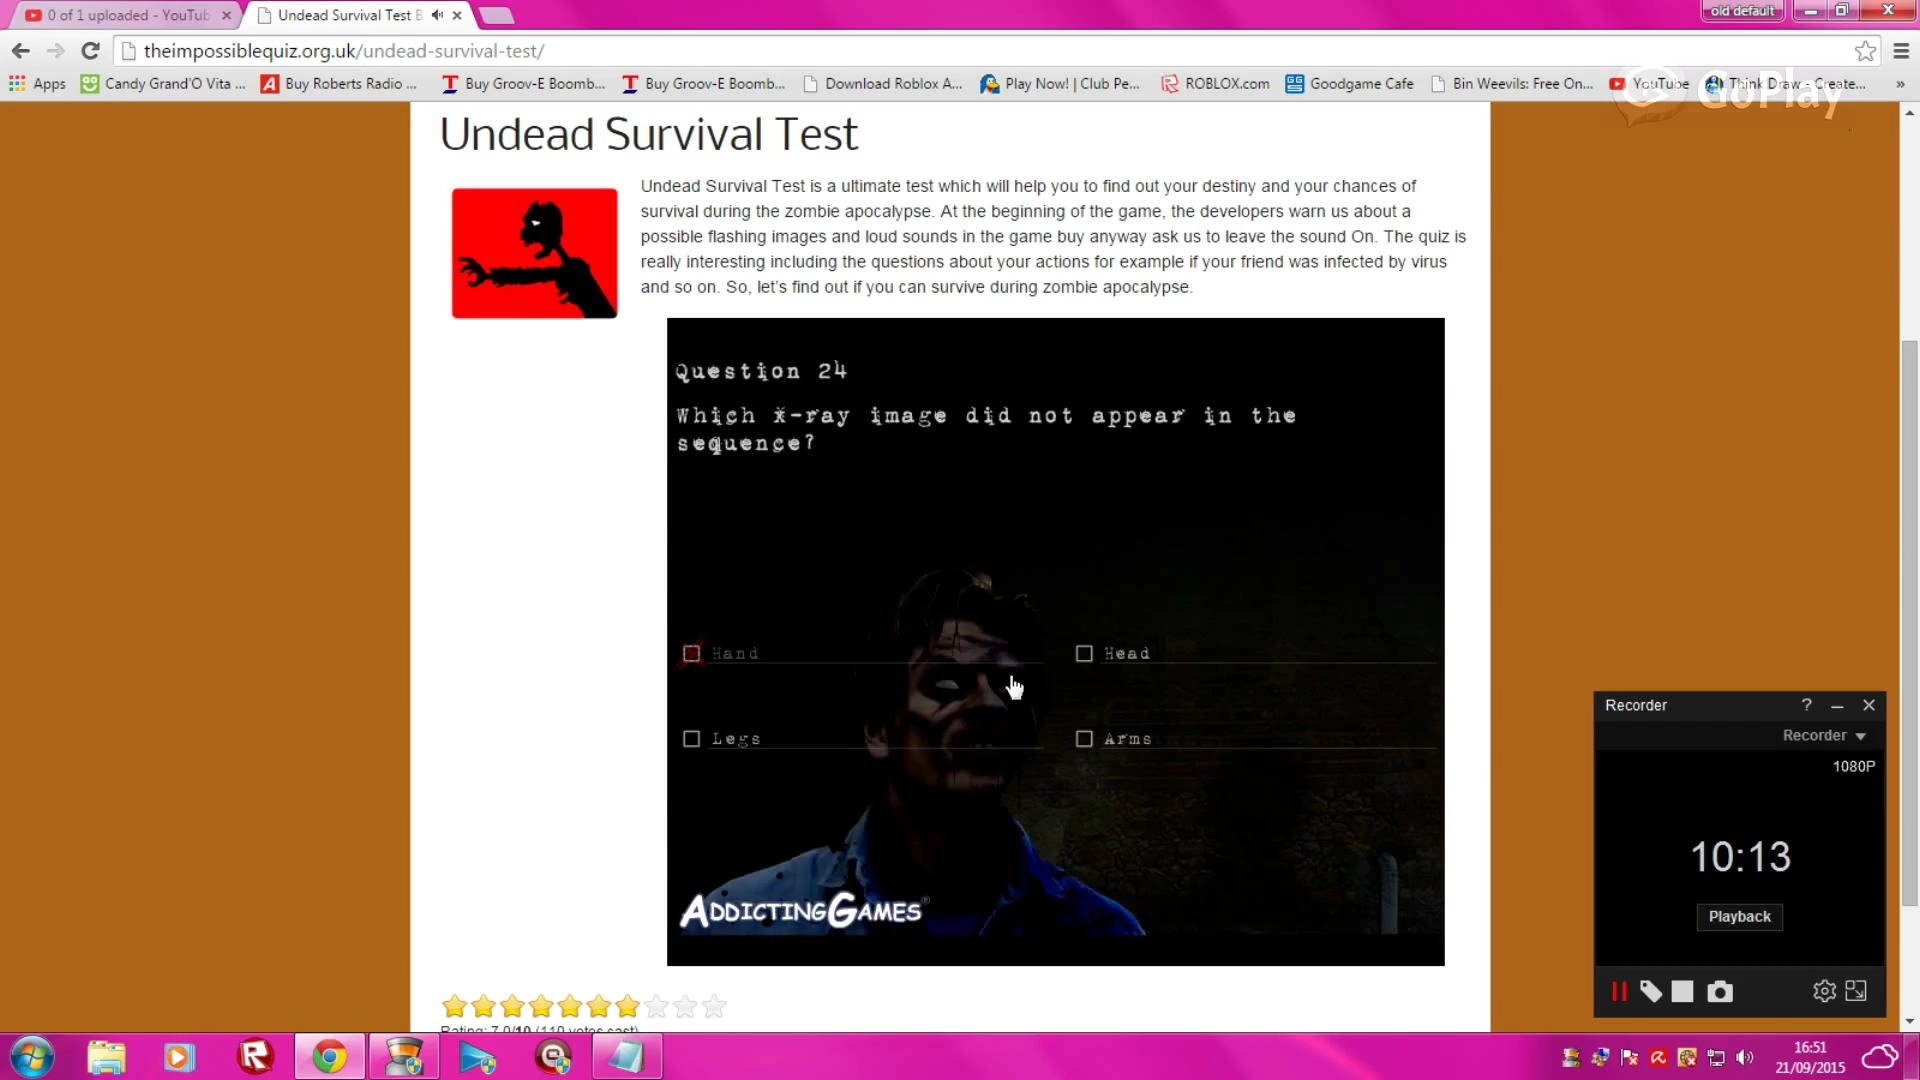 0 of 1 uploaded - YouTub
Undead Survival Test B
old default
theimpossiblequiz.org.uk/undead-survival-test/
Apps
Candy Grand'O Vita ...
Buy Roberts Radio ...
Buy Groov-E Boomb...
Buy Groov-E Boomb...
Download Roblox A...
Play Now! | Club Pe...
ROBLOX.com
Goodgame Cafe
Bin Weevils: Free On...
YouTube
Think Draw - Create...
»
GoPlay
Undead Survival Test
Undead Survival Test is a ultimate test which will help you to find out your destiny and your chances of
survival during the zombie apocalypse. At the beginning of the game, the developers warn us about a
possible flashing images and loud sounds in the game buy anyway ask us to leave the sound On. The quiz is
really interesting including the questions about your actions for example if your friend was infected by virus
and so on. So, let's find out if you can survive during zombie apocalypse.
Question 24
Which x-ray image did not appear in the
sequence?
Hand
Head
Legs
Arms
ADDICTINGGAMES
Rating: 7.0/10 (110 votes cast)
Recorder
?
Recorder
1080P
10:13
Playback
16:51
21/09/2015